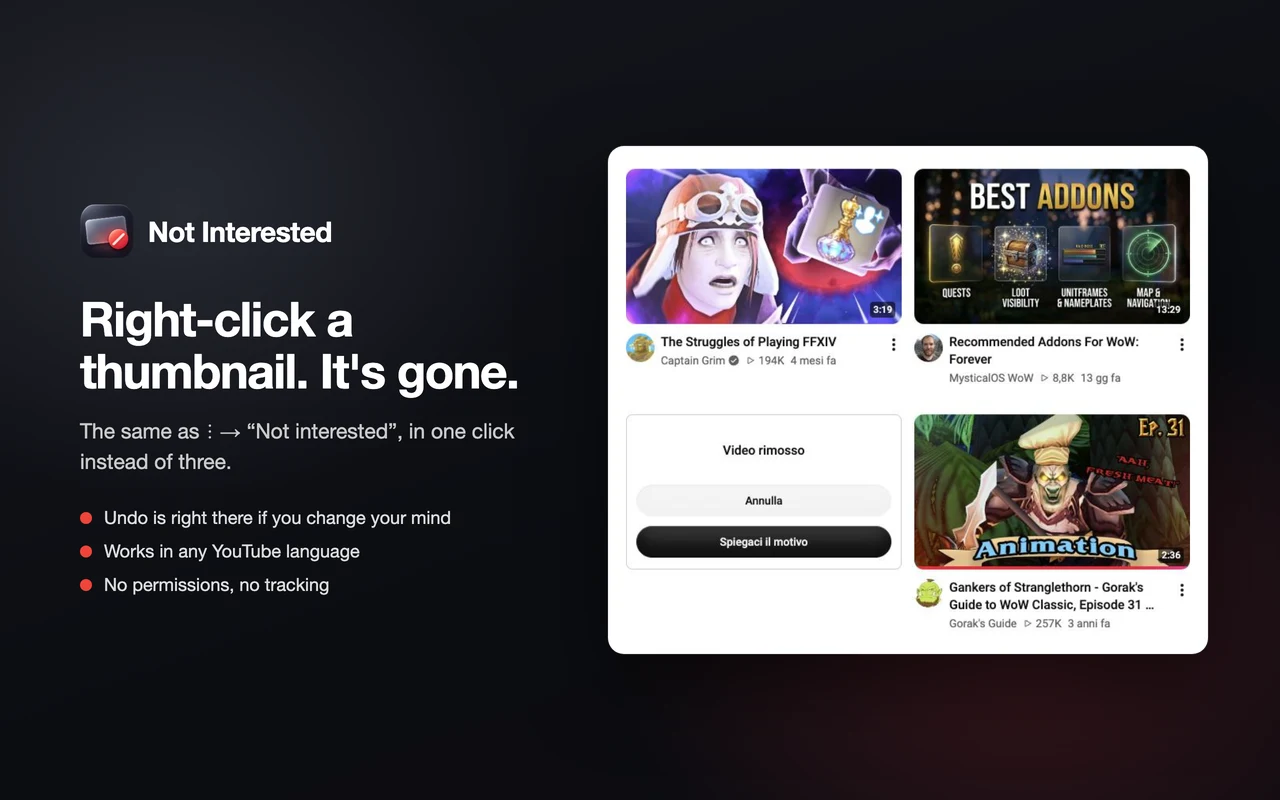 Not Interested
Right-click a
thumbnail. It's gone.
The same as ⋮ → “Not interested”, in one click
instead of three.
Undo is right there if you change your mind
Works in any YouTube language
No permissions, no tracking
3:19
The Struggles of Playing FFXIV
Captain Grim 194K 4 mesi fa
BEST ADDONS
QUESTS
LOOT
VISIBILITY
UNITFRAMES
& NAMEPLATES
MAP &
NAVIGATION
13:29
Recommended Addons For WoW:
Forever
MysticalOS WoW 8,8K 13 gg fa
Video rimosso
Annulla
Spiegaci il motivo
Ep. 31
"AAH,
FRESH MEAT!"
Animation
2:36
Gankers of Stranglethorn - Gorak's
Guide to WoW Classic, Episode 31 ...
Gorak's Guide 257K 3 anni fa